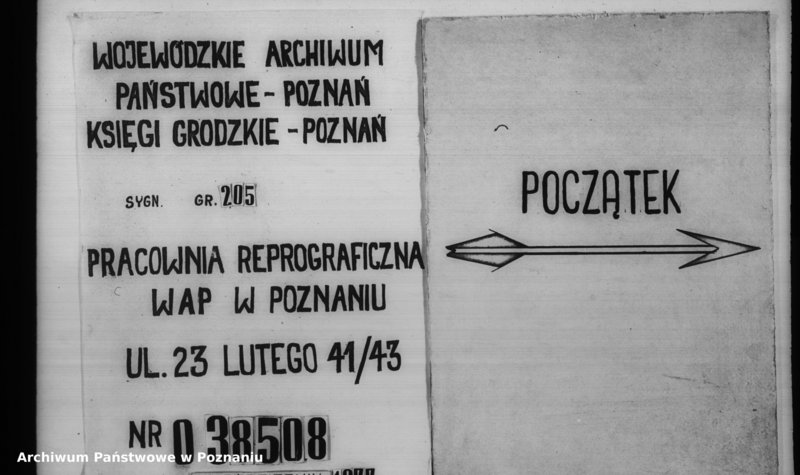 WOJEWÓDZKIE ARCHIWUM
PAŃSTWOWE - POZNAŃ
KSIĘGI GRODZKIE - POZNAŃ
SYGN. GR. 205
PRACOWNIA REPROGRAFICZNA
WAP W POZNANIU
UL. 23 LUTEGO 41/43
NR 0 38508
POCZĄTEK
Archiwum Państwowe w Poznaniu